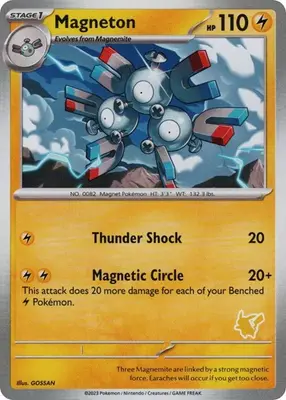 STAGE 1
Magneton
HP 110
Evolves from Magnemite
NO. 0082 Magnet Pokémon HT: 3'3" WT: 132.3 lbs.
Thunder Shock 20
Magnetic Circle 20+
This attack does 20 more damage for each of your Benched
Pokémon.
Three Magnemite are linked by a strong magnetic
force. Earaches will occur if you get too close.
Illus. GOSSAN
©2023 Pokémon / Nintendo / Creatures / GAME FREAK